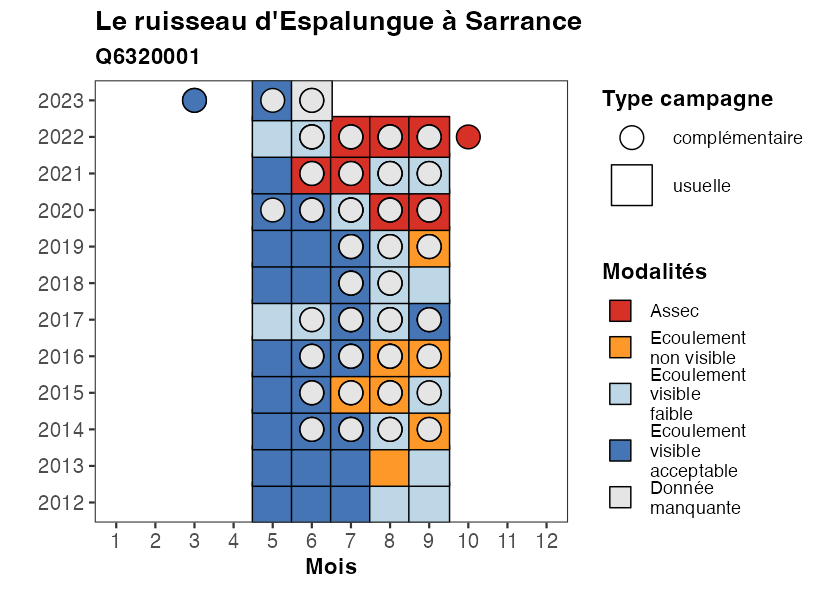 Le ruisseau d'Espalungue à Sarrance
Q6320001
2023
2022
2021
2020
2019
2018
2017
2016
2015
2014
2013
2012
1 2 3 4 5 6 7 8 9 10 11 12
Mois
Type campagne
complémentaire
usuelle
Modalités
Assec
Ecoulement
non visible
Ecoulement
visible
faible
Ecoulement
visible
acceptable
Donnée
manquante